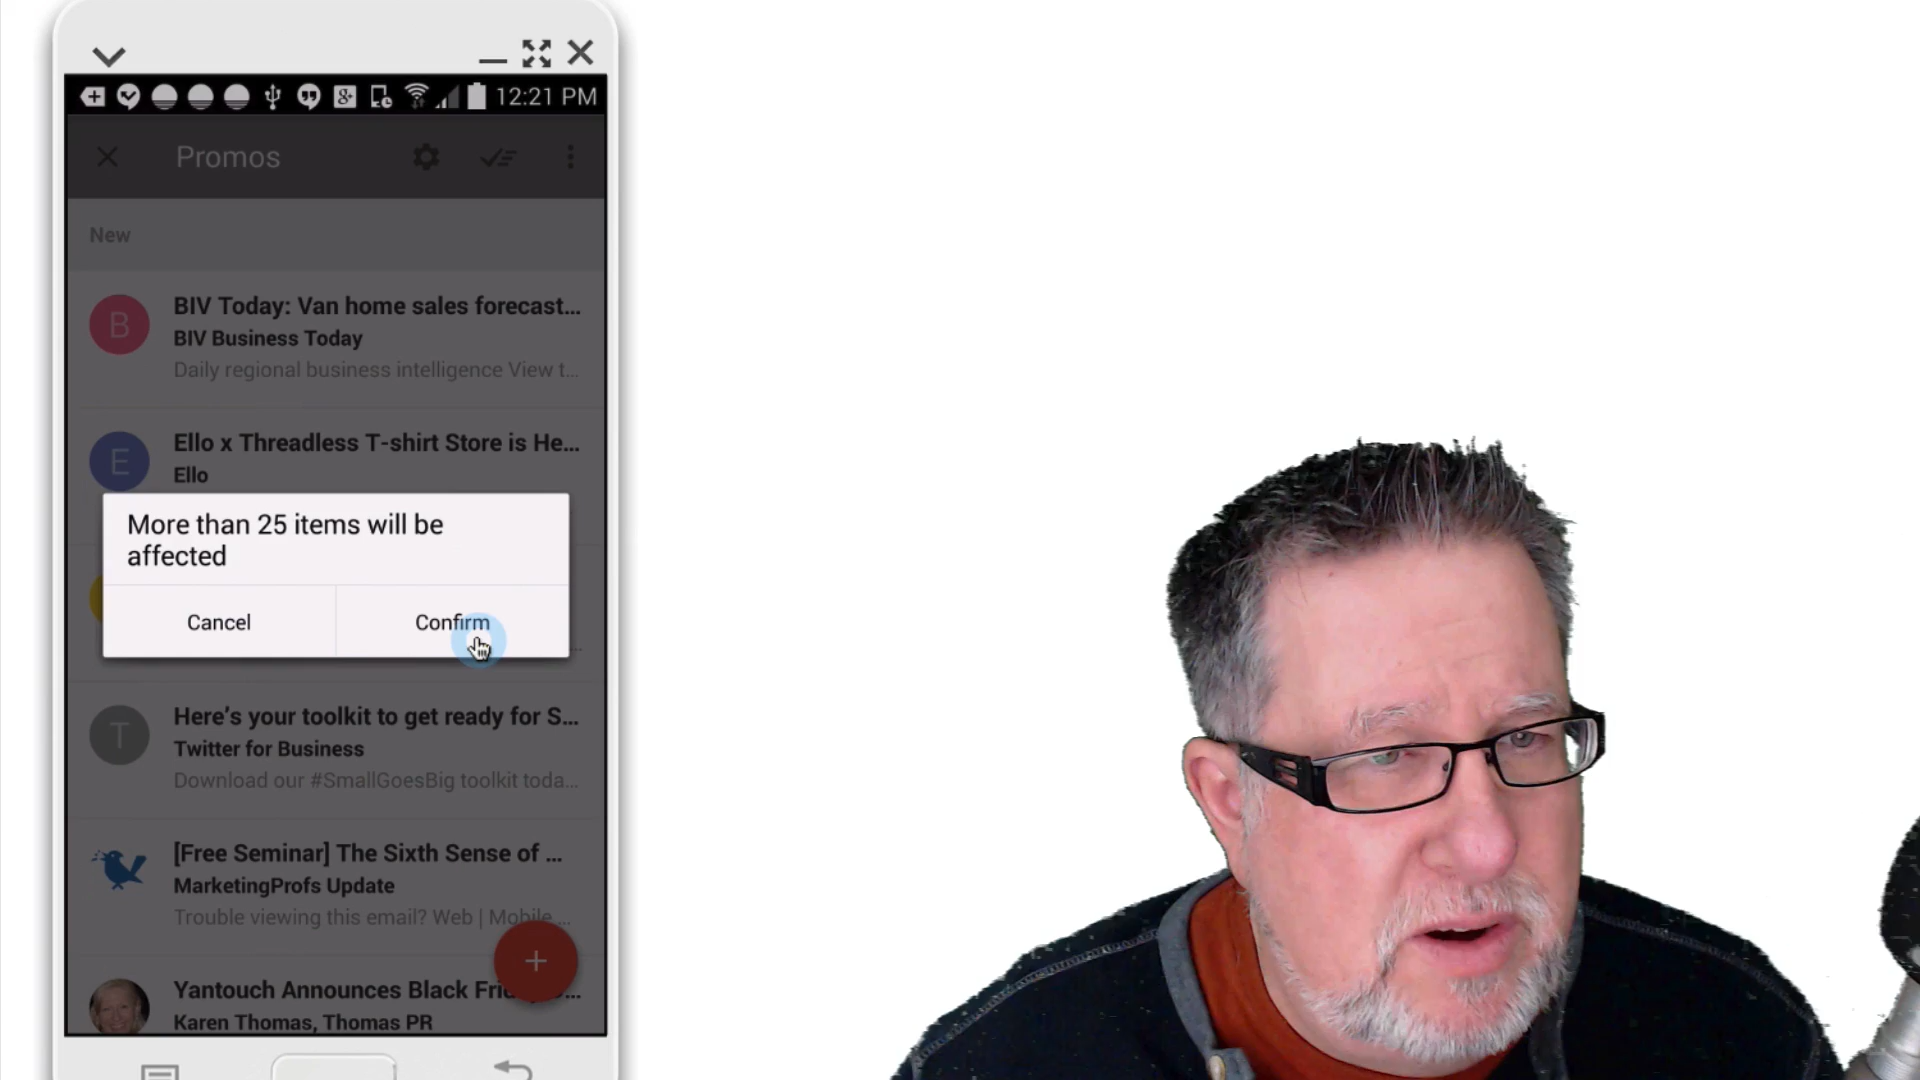 12:21 PM
Promos
New
B
BIV Today: Van home sales forecast...
BIV Business Today
Daily regional business intelligence View t...
E
Ello x Threadless T-shirt Store is He...
Ello
More than 25 items will be
affected
Cancel
Confirm
T
Here's your toolkit to get ready for S...
Twitter for Business
Download our #SmallGoesBig toolkit toda...
[Free Seminar] The Sixth Sense of ...
MarketingProfs Update
Trouble viewing this email? Web | Mobile ...
Yantouch Announces Black Fri
Karen Thomas, Thomas PR